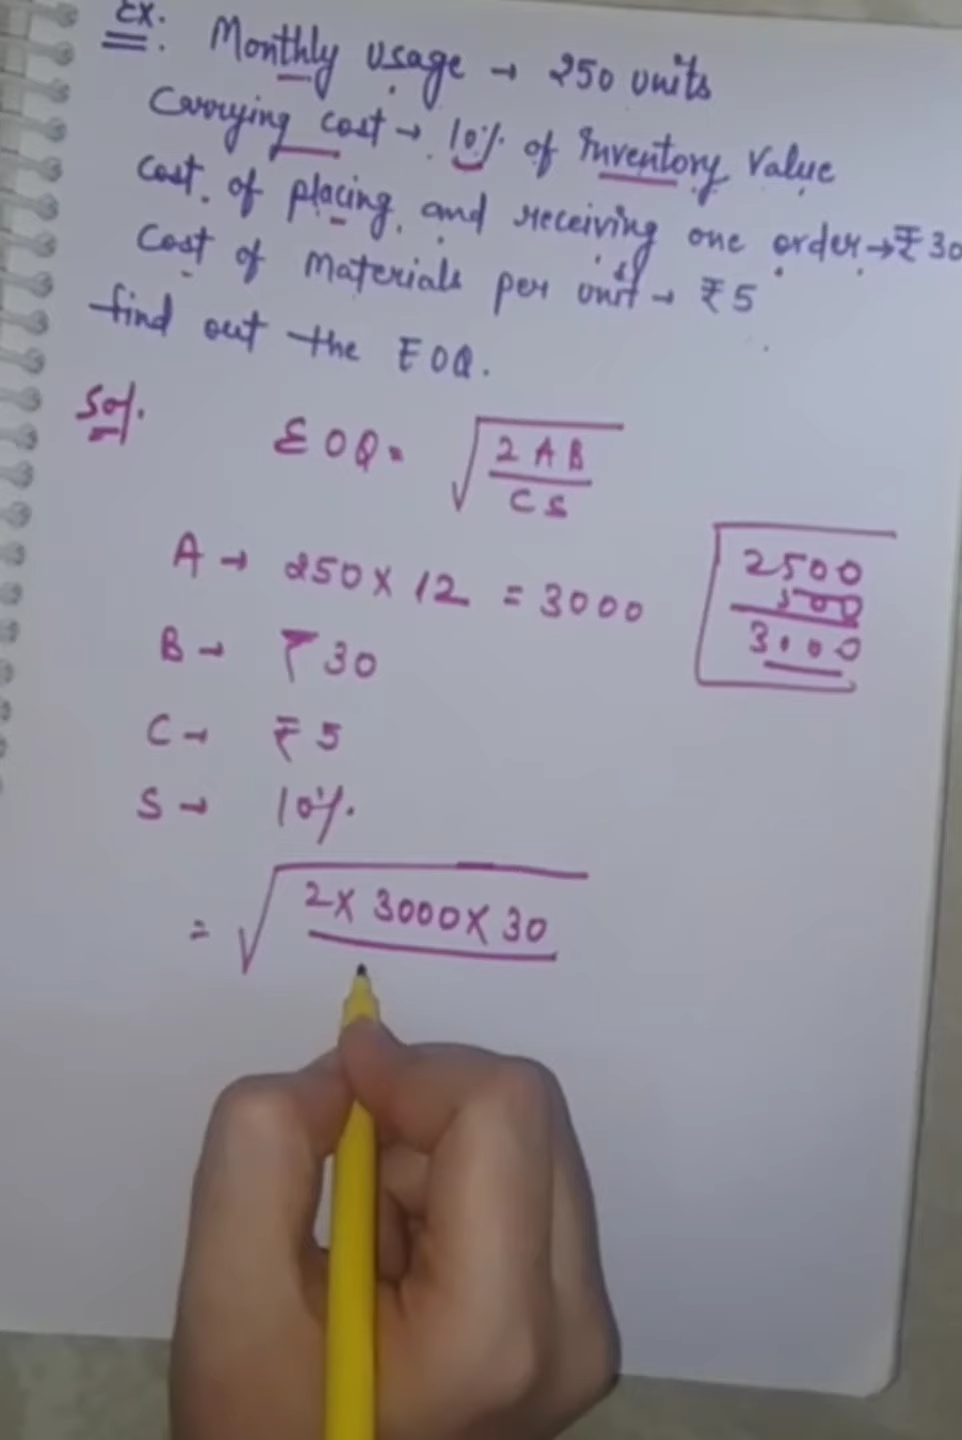 Ex:
Monthly usage → 250 units
Carrying cost → 10% of Inventory Value
Cost of placing and receiving one order → ₹30
Cost of Materials per unit → ₹5
find out the EOQ.
Sol.
EOQ = √2AB
CS
A → 250 × 12 = 3000
2500
500
3000
B → ₹30
C → ₹5
S → 10%
= √2 × 3000 × 30